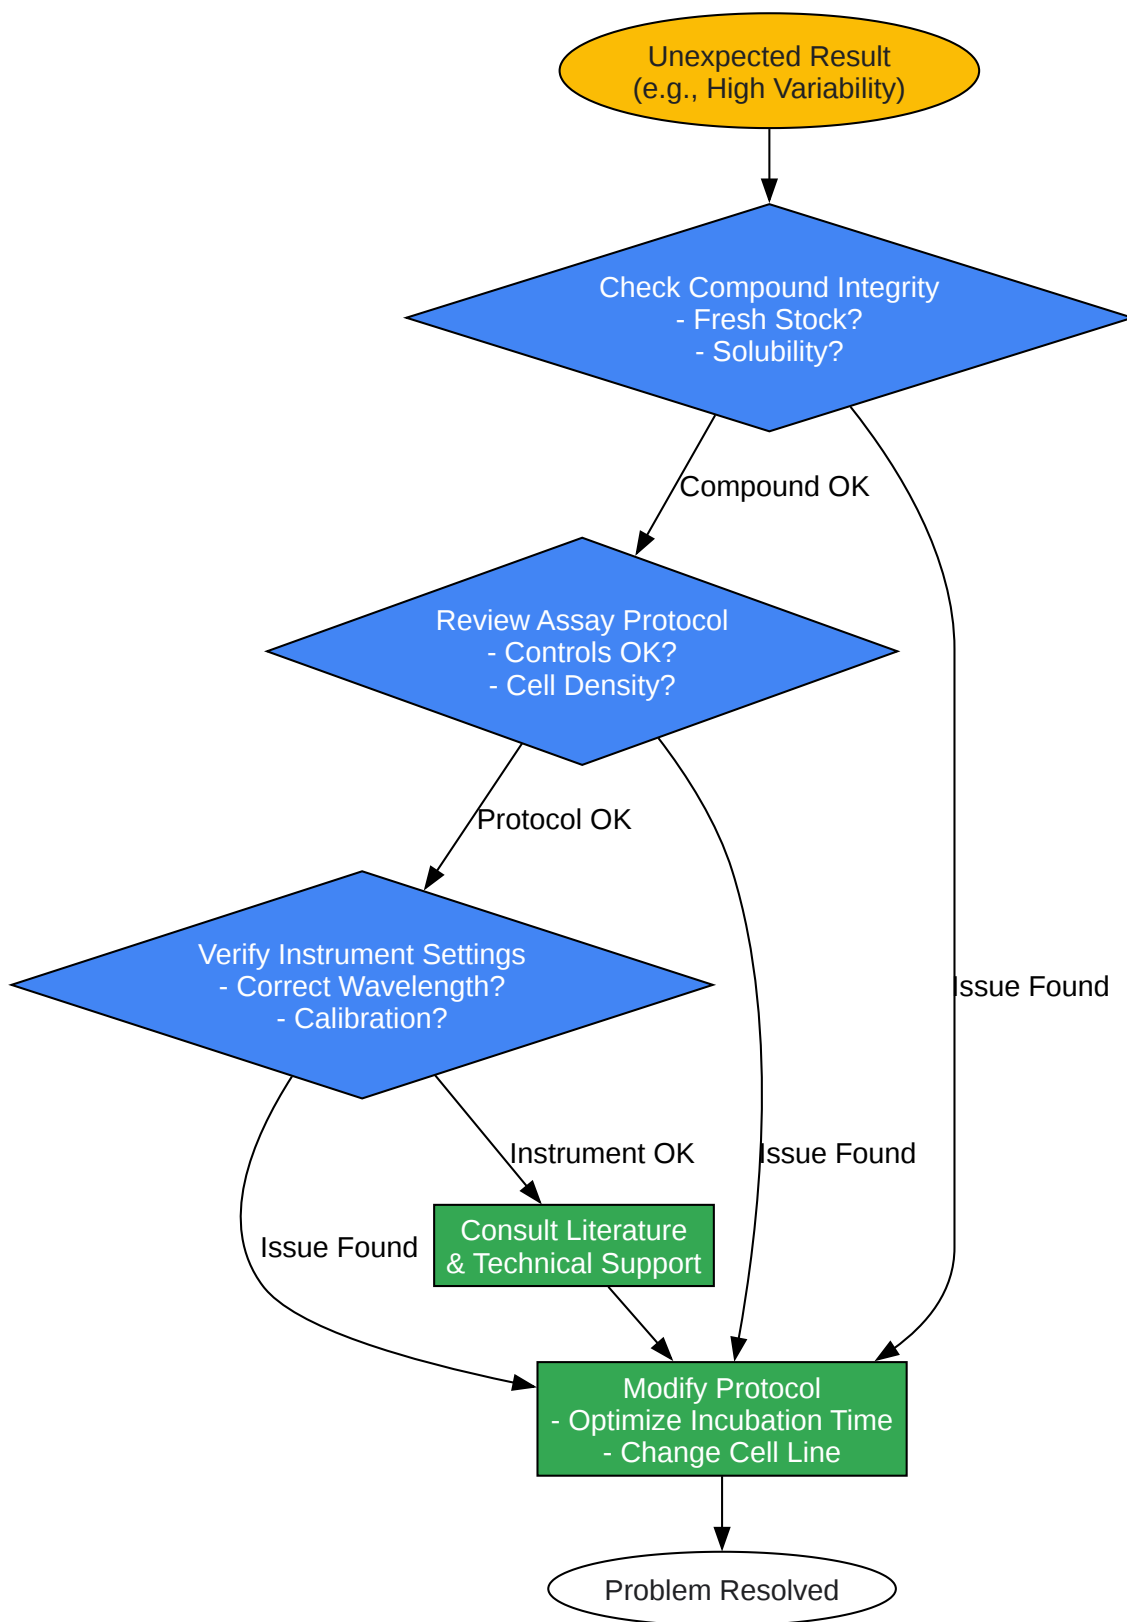 Unexpected Result
(e.g., High Variability)
Check Compound Integrity
- Fresh Stock?
- Solubility?
Compound OK
Review Assay Protocol
- Controls OK?
- Cell Density?
Protocol OK
Verify Instrument Settings
- Correct Wavelength?
- Calibration?
Issue Found
Instrument OK
Issue Found
Consult Literature
& Technical Support
Issue Found
Modify Protocol
- Optimize Incubation Time
- Change Cell Line
Problem Resolved